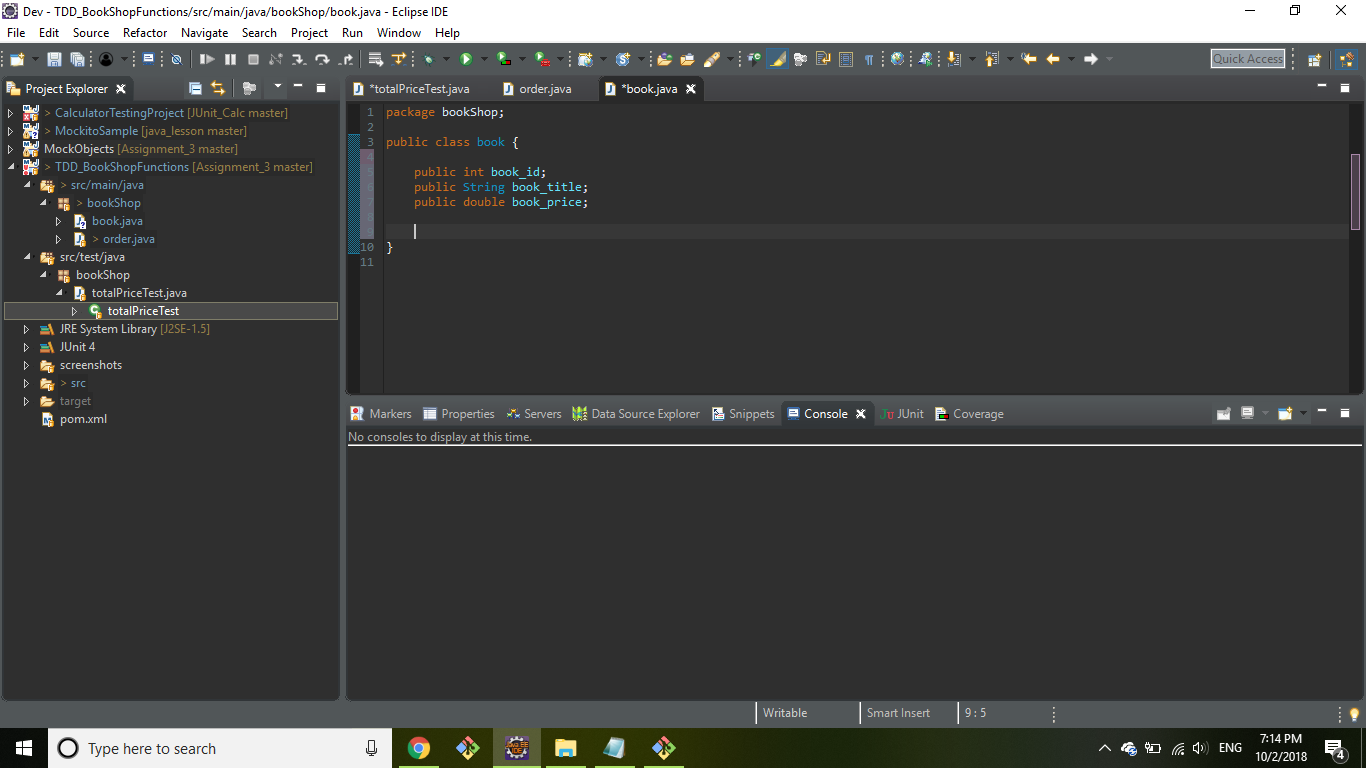 Dev - TDD_BookShopFunctions/src/main/java/bookShop/book.java - Eclipse IDE
File Edit Source Refactor Navigate Search Project Run Window Help
Quick Access
Project Explorer
> CalculatorTestingProject [JUnit_Calc master]
> MockitoSample [java_lesson master]
MockObjects [Assignment_3 master]
> TDD_BookShopFunctions [Assignment_3 master]
> src/main/java
> bookShop
book.java
> order.java
src/test/java
bookShop
totalPriceTest.java
totalPriceTest
JRE System Library [J2SE-1.5]
JUnit 4
screenshots
> src
target
pom.xml
*totalPriceTest.java order.java *book.java
1 package bookShop;
2
3 public class book {
4
5 public int book_id;
6 public String book_title;
7 public double book_price;
8
9
10 }
11
Markers Properties Servers Data Source Explorer Snippets Console JUnit Coverage
No consoles to display at this time.
Writable Smart Insert 9 : 5
Type here to search
ENG
7:14 PM
10/2/2018
4